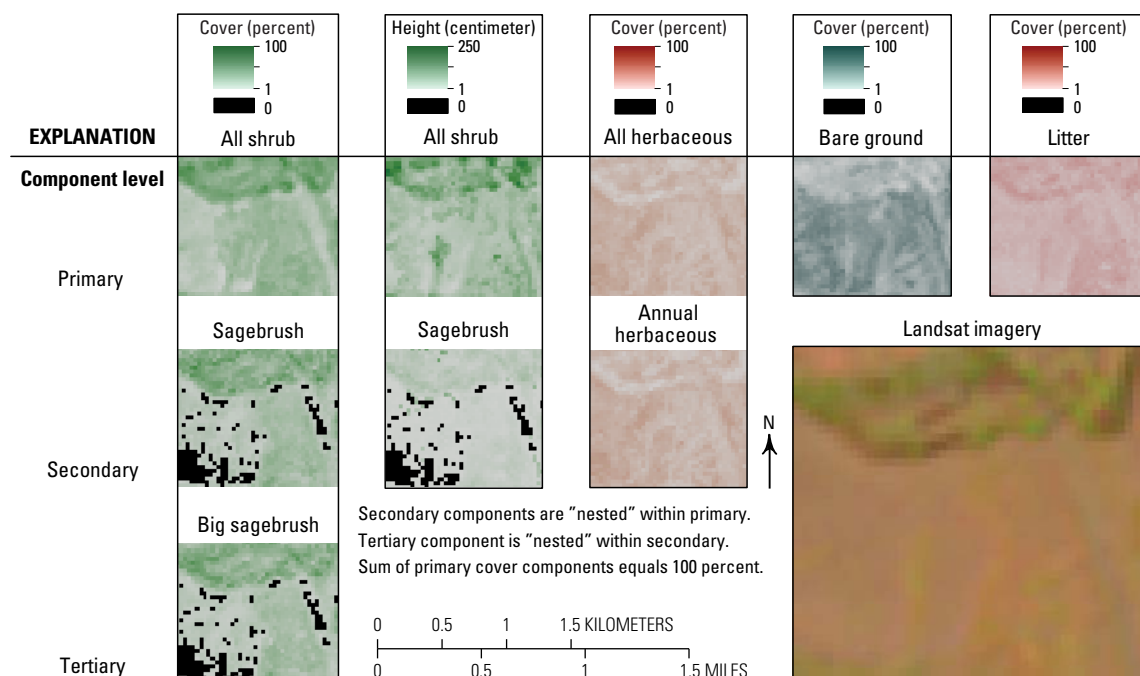 Cover (percent)
100
1
0
All shrub
Height (centimeter)
250
1
0
All shrub
Cover (percent)
100
1
0
All herbaceous
Cover (percent)
100
1
0
Bare ground
Cover (percent)
100
1
0
Litter
EXPLANATION
Component level
Primary
Sagebrush
Sagebrush
Annual
herbaceous
Landsat imagery
Secondary
N
Big sagebrush
Secondary components are "nested" within primary.
Tertiary component is "nested" within secondary.
Sum of primary cover components equals 100 percent.
Tertiary
0 0.5 1 1.5 KILOMETERS
0 0.5 1 1.5 MILES